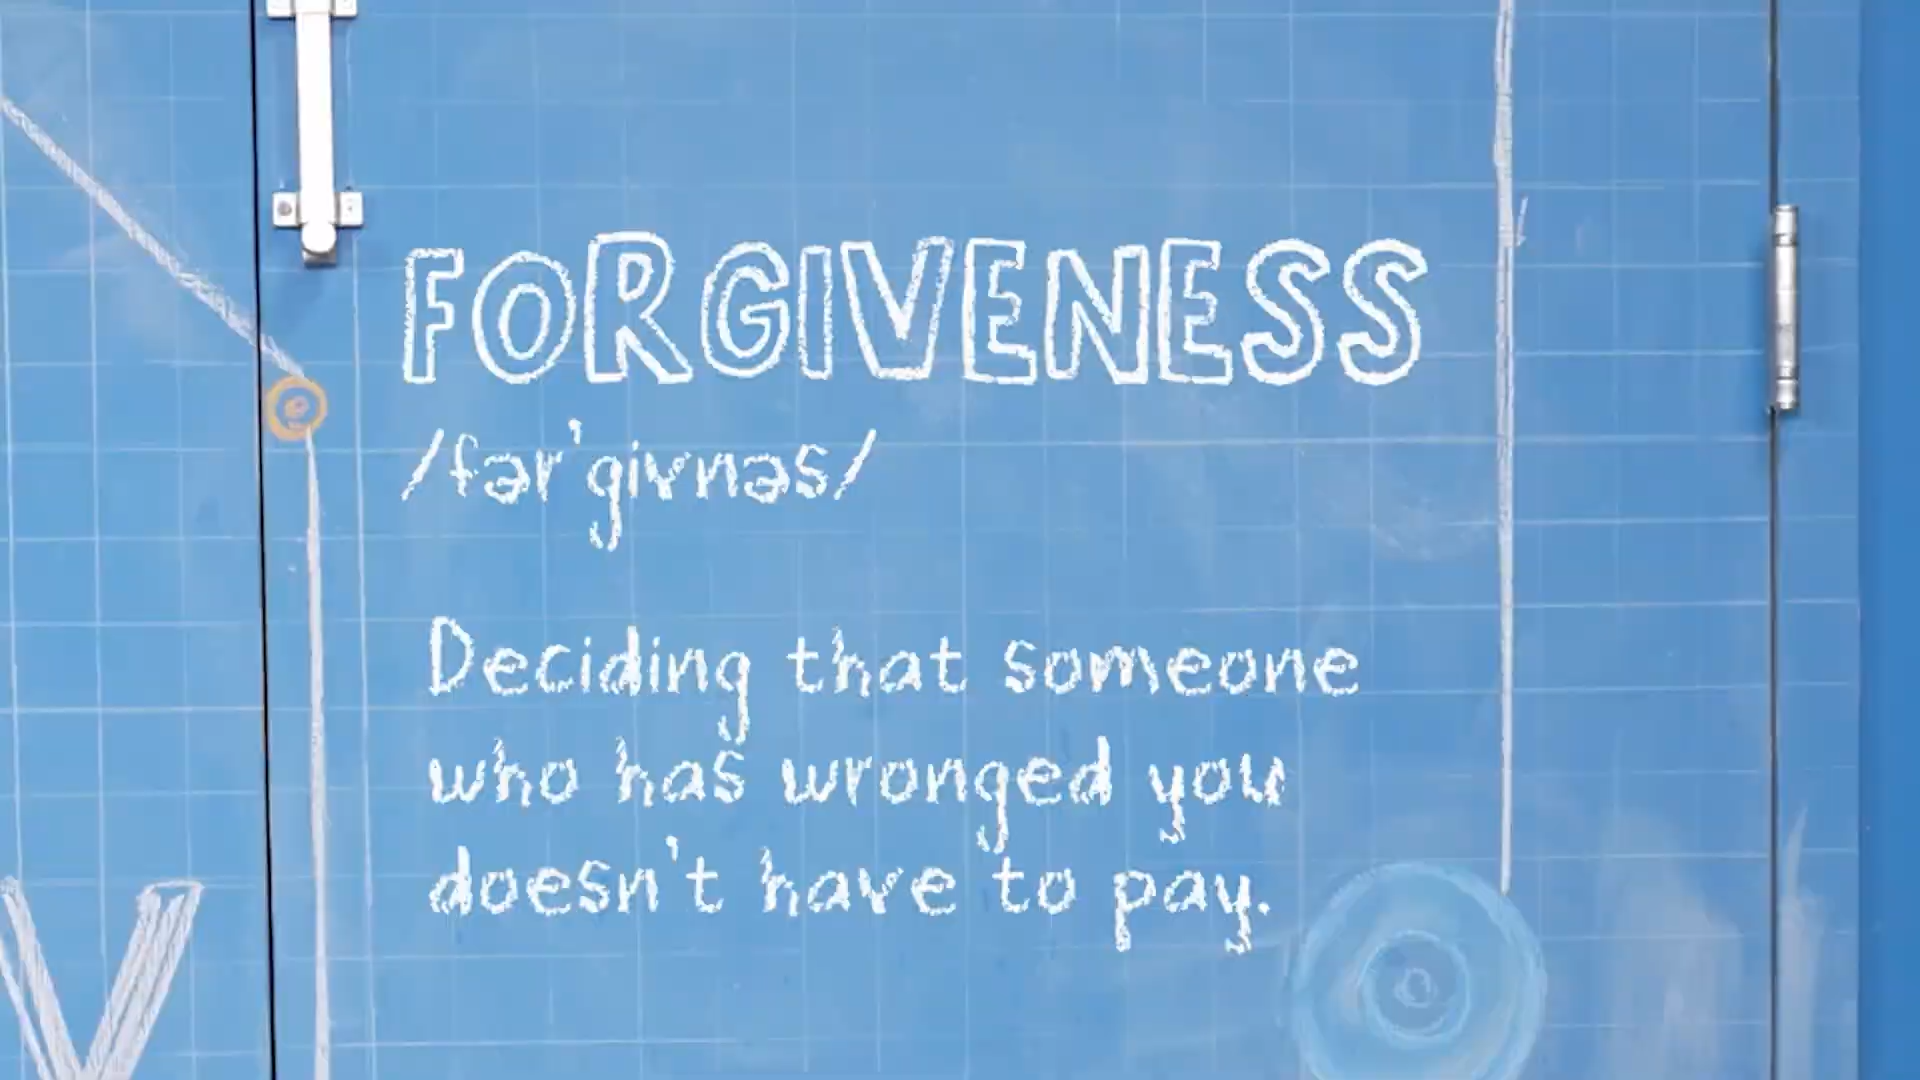 FORGIVENESS
/fər'givnəs/
Deciding that someone
who has wronged you
doesn't have to pay.